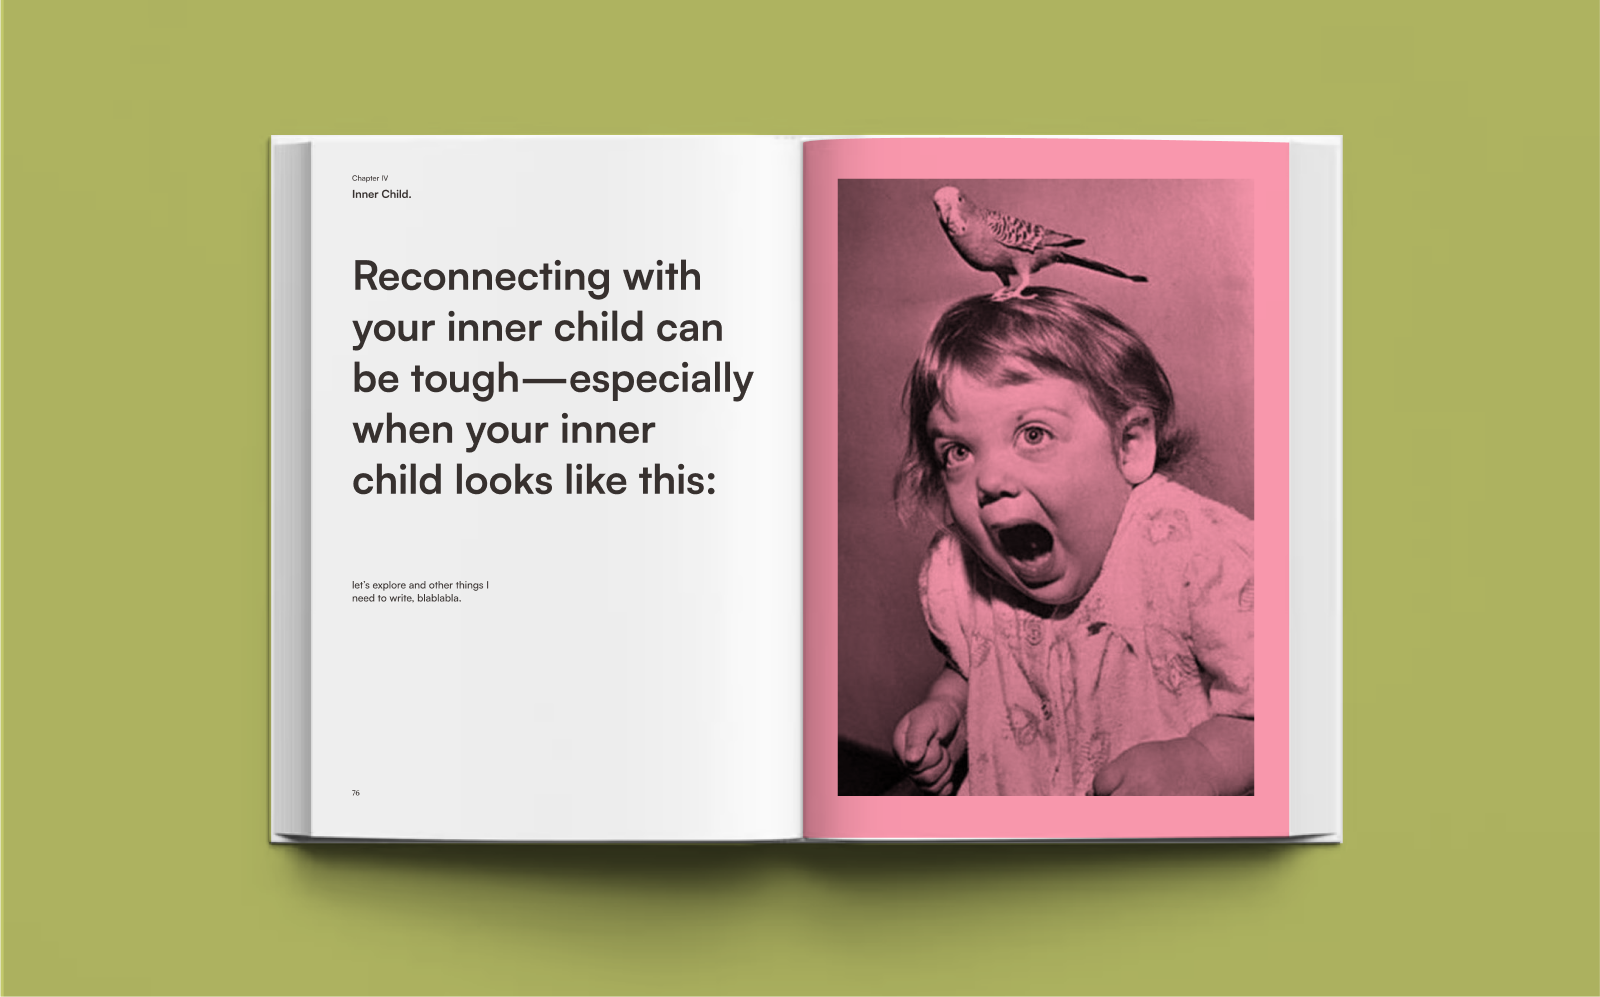 Chapter IV
Inner Child.
Reconnecting with
your inner child can
be tough—especially
when your inner
child looks like this:
let's explore and other things I
need to write, blablabla.
76